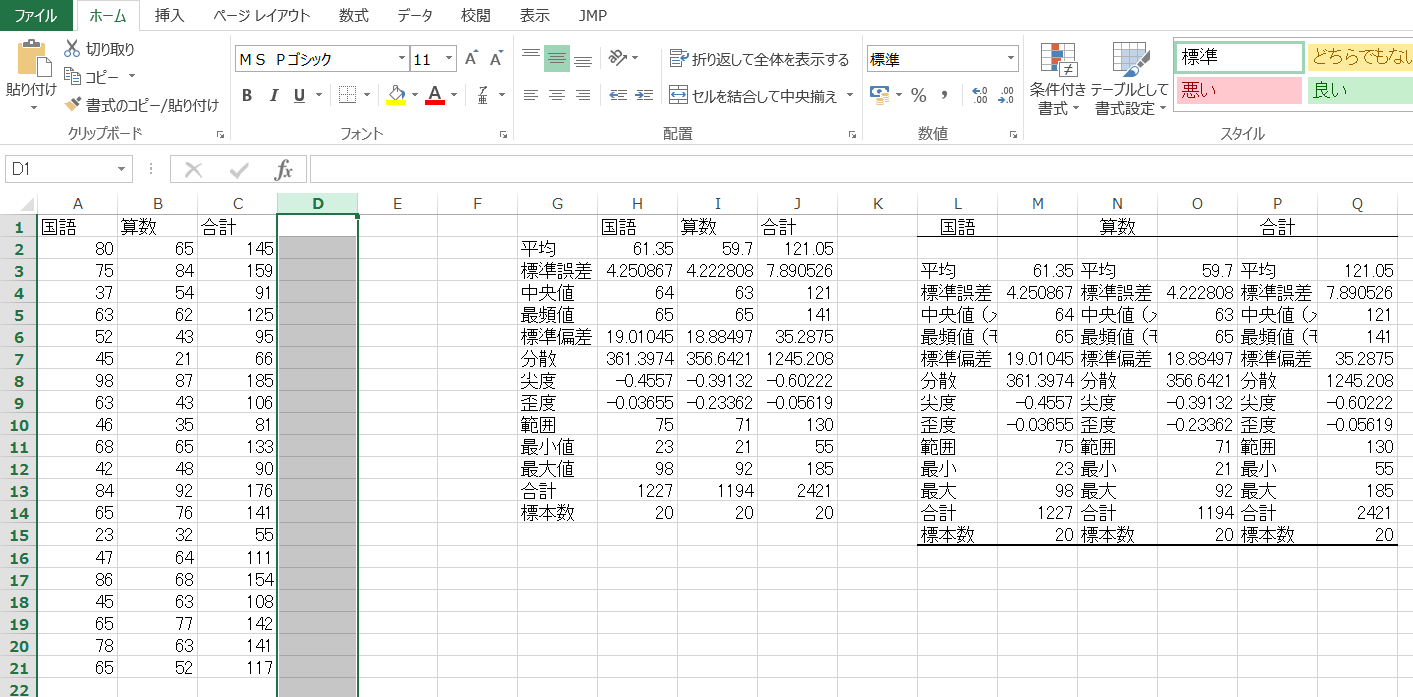 ファイル ホーム 挿入 ページ レイアウト 数式 データ 校閲 表示 JMP
切り取り
コピー
書式のコピー/貼り付け
貼り付け
クリップボード
ＭＳ Ｐゴシック 11 A A
B I U A
フォント
折り返して全体を表示する
セルを結合して中央揃え
配置
標準
% , .0 .00 .00 .0
数値
条件付き書式
テーブルとして書式設定
標準 どちらでもない
悪い 良い
スタイル
D1 fx
A B C D E F G H I J K L M N O P Q
1 国語 算数 合計 国語 算数 合計 国語 算数 合計
2 80 65 145 平均 61.35 59.7 121.05
3 75 84 159 標準誤差 4.250867 4.222808 7.890526 平均 61.35 平均 59.7 平均 121.05
4 37 54 91 中央値 64 63 121 標準誤差 4.250867 標準誤差 4.222808 標準誤差 7.890526
5 63 62 125 最頻値 65 65 141 中央値（ 64 中央値（ 63 中央値（ 121
6 52 43 95 標準偏差 19.01045 18.88497 35.2875 最頻値（ 65 最頻値（ 65 最頻値（ 141
7 45 21 66 分散 361.3974 356.6421 1245.208 標準偏差 19.01045 標準偏差 18.88497 標準偏差 35.2875
8 98 87 185 尖度 -0.4557 -0.39132 -0.60222 分散 361.3974 分散 356.6421 分散 1245.208
9 63 43 106 歪度 -0.03655 -0.23362 -0.05619 尖度 -0.4557 尖度 -0.39132 尖度 -0.60222
10 46 35 81 範囲 75 71 130 歪度 -0.03655 歪度 -0.23362 歪度 -0.05619
11 68 65 133 最小値 23 21 55 範囲 75 範囲 71 範囲 130
12 42 48 90 最大値 98 92 185 最小 23 最小 21 最小 55
13 84 92 176 合計 1227 1194 2421 最大 98 最大 92 最大 185
14 65 76 141 標本数 20 20 20 合計 1227 合計 1194 合計 2421
15 23 32 55 標本数 20 標本数 20 標本数 20
16 47 64 111
17 86 68 154
18 45 63 108
19 65 77 142
20 78 63 141
21 65 52 117
22